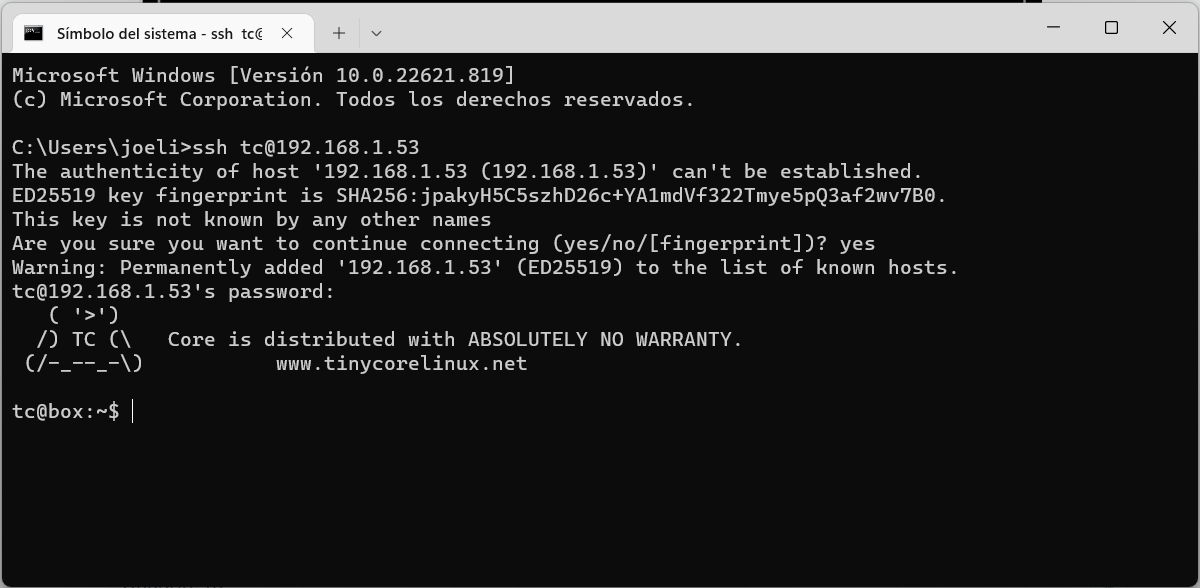 Símbolo del sistema - ssh tc@
Microsoft Windows [Versión 10.0.22621.819]
(c) Microsoft Corporation. Todos los derechos reservados.
C:\Users\joeli>ssh tc@192.168.1.53
The authenticity of host '192.168.1.53 (192.168.1.53)' can't be established.
ED25519 key fingerprint is SHA256:jpakyH5C5szhD26c+YA1mdVf322Tmye5pQ3af2wv7B0.
This key is not known by any other names
Are you sure you want to continue connecting (yes/no/[fingerprint])? yes
Warning: Permanently added '192.168.1.53' (ED25519) to the list of known hosts.
tc@192.168.1.53's password:
   ( '>')
  /) TC (\   Core is distributed with ABSOLUTELY NO WARRANTY.
 (/-_--_-\)           www.tinycorelinux.net
tc@box:~$